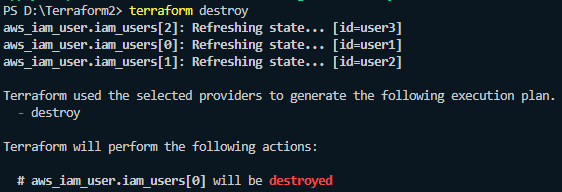 PS D:\Terraform2> terraform destroy
aws_iam_user.iam_users[2]: Refreshing state... [id=user3]
aws_iam_user.iam_users[0]: Refreshing state... [id=user1]
aws_iam_user.iam_users[1]: Refreshing state... [id=user2]
Terraform used the selected providers to generate the following execution plan.
- destroy
Terraform will perform the following actions:
# aws_iam_user.iam_users[0] will be destroyed